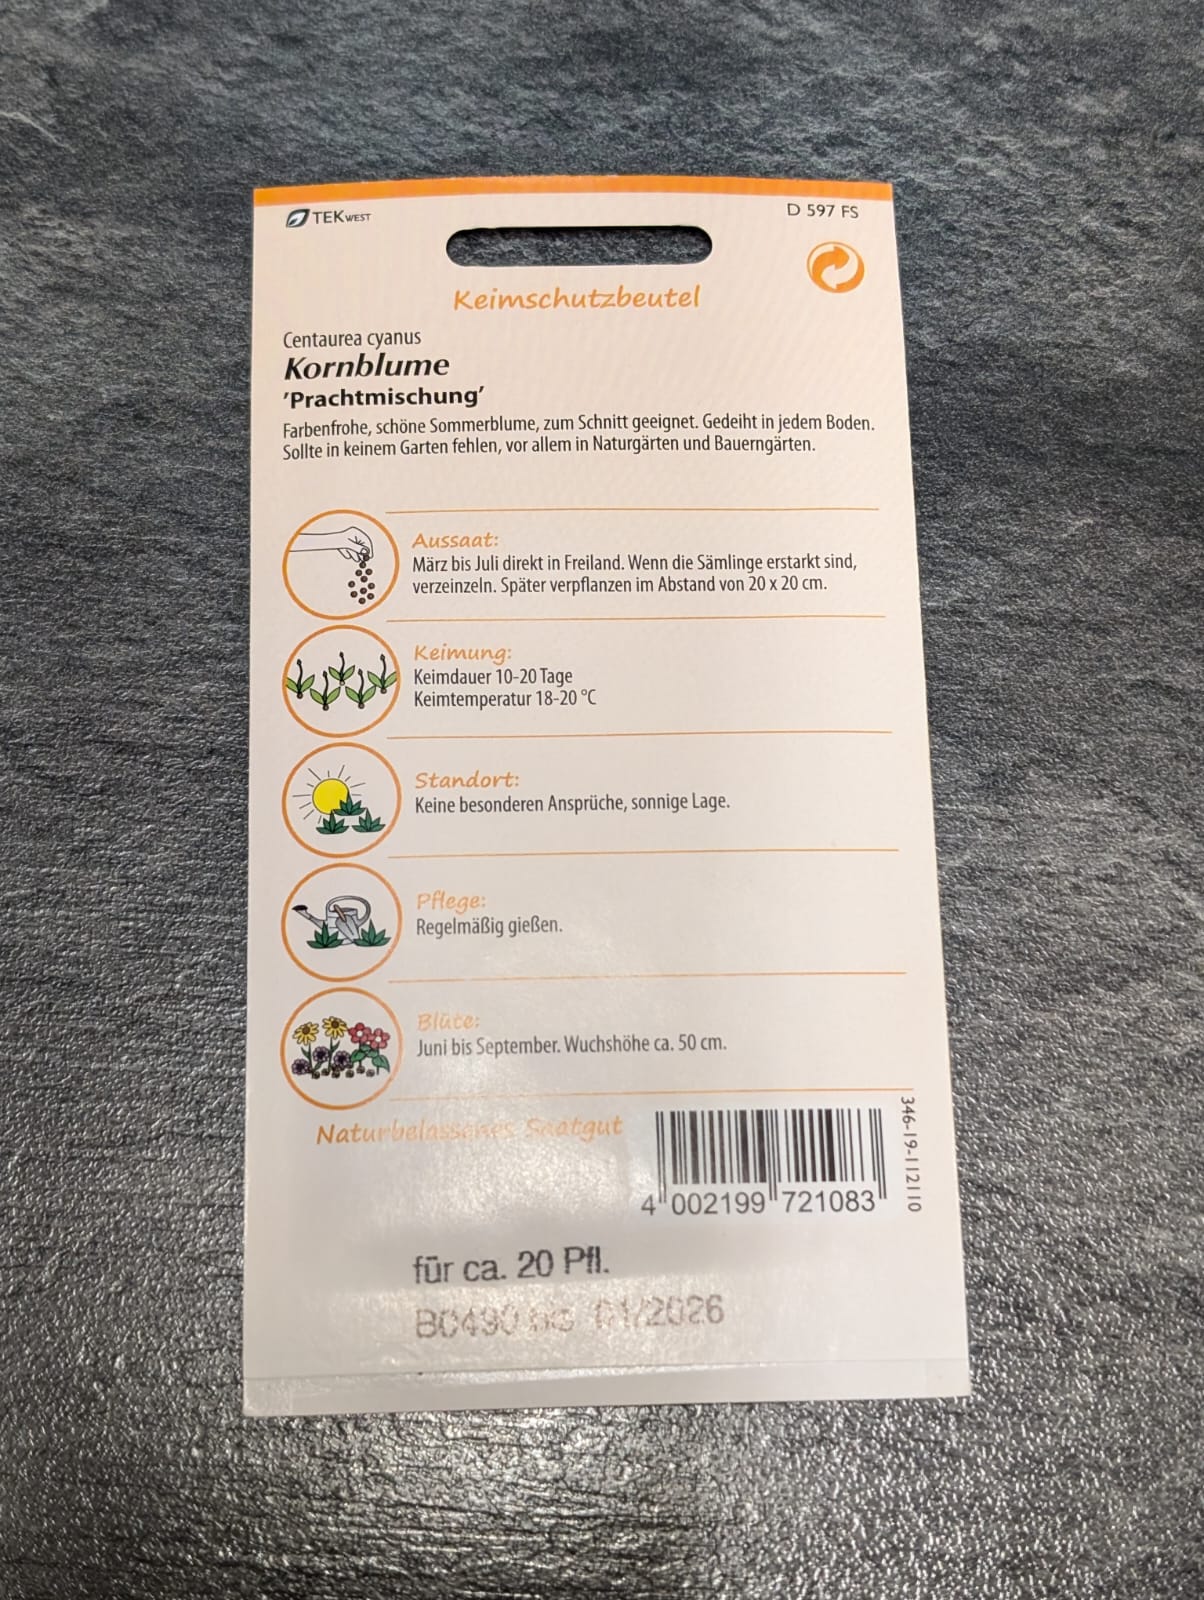 TEKWEST
D 597 FS
Keimschutzbeutel
Centaurea cyanus
Kornblume
'Prachtmischung'
Farbenfrohe, schöne Sommerblume, zum Schnitt geeignet. Gedeiht in jedem Boden.
Sollte in keinem Garten fehlen, vor allem in Naturgärten und Bauerngärten.
Aussaat:
März bis Juli direkt in Freiland. Wenn die Sämlinge erstarkt sind,
verzeinzeln. Später verpflanzen im Abstand von 20 x 20 cm.
Keimung:
Keimdauer 10-20 Tage
Keimtemperatur 18-20 °C
Standort:
Keine besonderen Ansprüche, sonnige Lage.
Pflege:
Regelmäßig gießen.
Blüte:
Juni bis September. Wuchshöhe ca. 50 cm.
Naturbelassenes Saatgut
346-19-112110
4 002199 721083
für ca. 20 Pfl.
01/2026